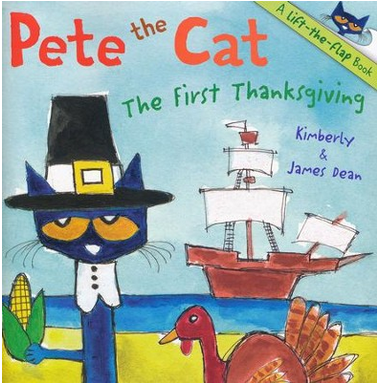 Pete the Cat
A Lift-the-Flap Book
The First Thanksgiving
Kimberly
&
James Dean